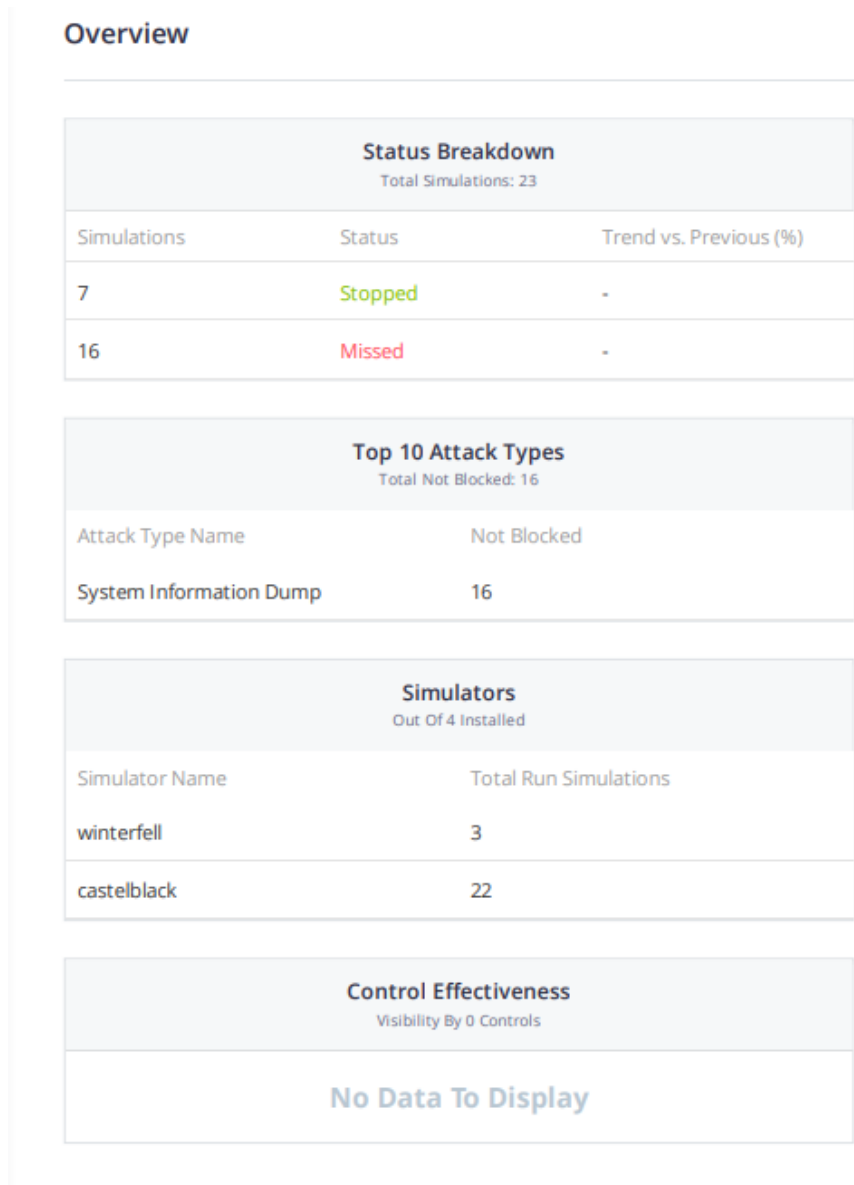 Overview
Status Breakdown
Total Simulations: 23
Simulations Status Trend vs. Previous (%)
7 Stopped -
16 Missed -
Top 10 Attack Types
Total Not Blocked: 16
Attack Type Name Not Blocked
System Information Dump 16
Simulators
Out Of 4 Installed
Simulator Name Total Run Simulations
winterfell 3
castelblack 22
Control Effectiveness
Visibility By 0 Controls
No Data To Display